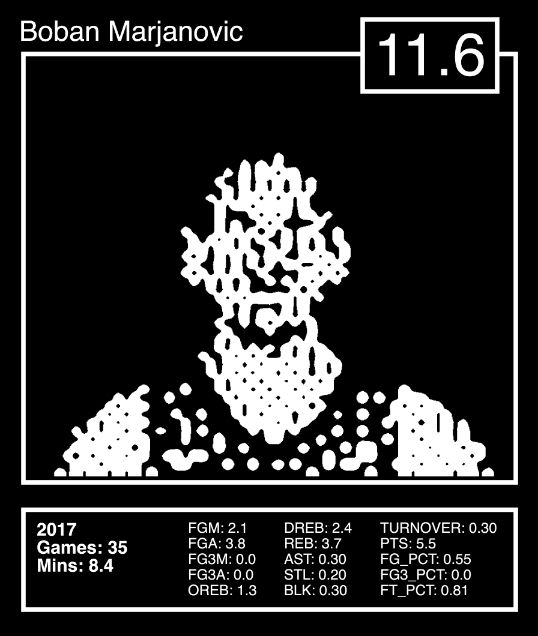 Boban Marjanovic
11.6
2017
Games: 35
Mins: 8.4
FGM: 2.1
FGA: 3.8
FG3M: 0.0
FG3A: 0.0
OREB: 1.3
DREB: 2.4
REB: 3.7
AST: 0.30
STL: 0.20
BLK: 0.30
TURNOVER: 0.30
PTS: 5.5
FG_PCT: 0.55
FG3_PCT: 0.0
FT_PCT: 0.81